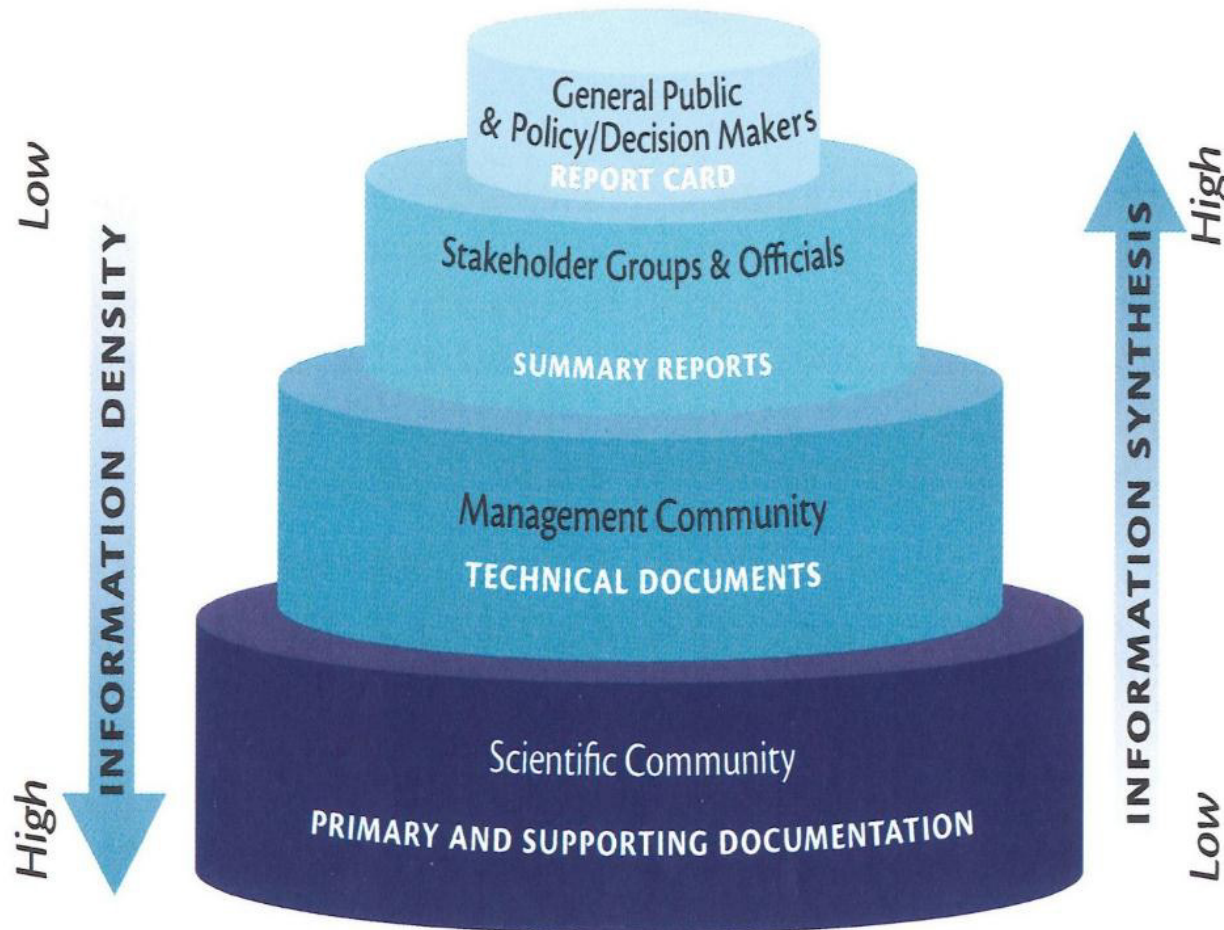 General Public
& Policy/Decision Makers
REPORT CARD
Stakeholder Groups & Officials
SUMMARY REPORTS
Management Community
TECHNICAL DOCUMENTS
Scientific Community
PRIMARY AND SUPPORTING DOCUMENTATION
Low
INFORMATION DENSITY
High
High
INFORMATION SYNTHESIS
Low